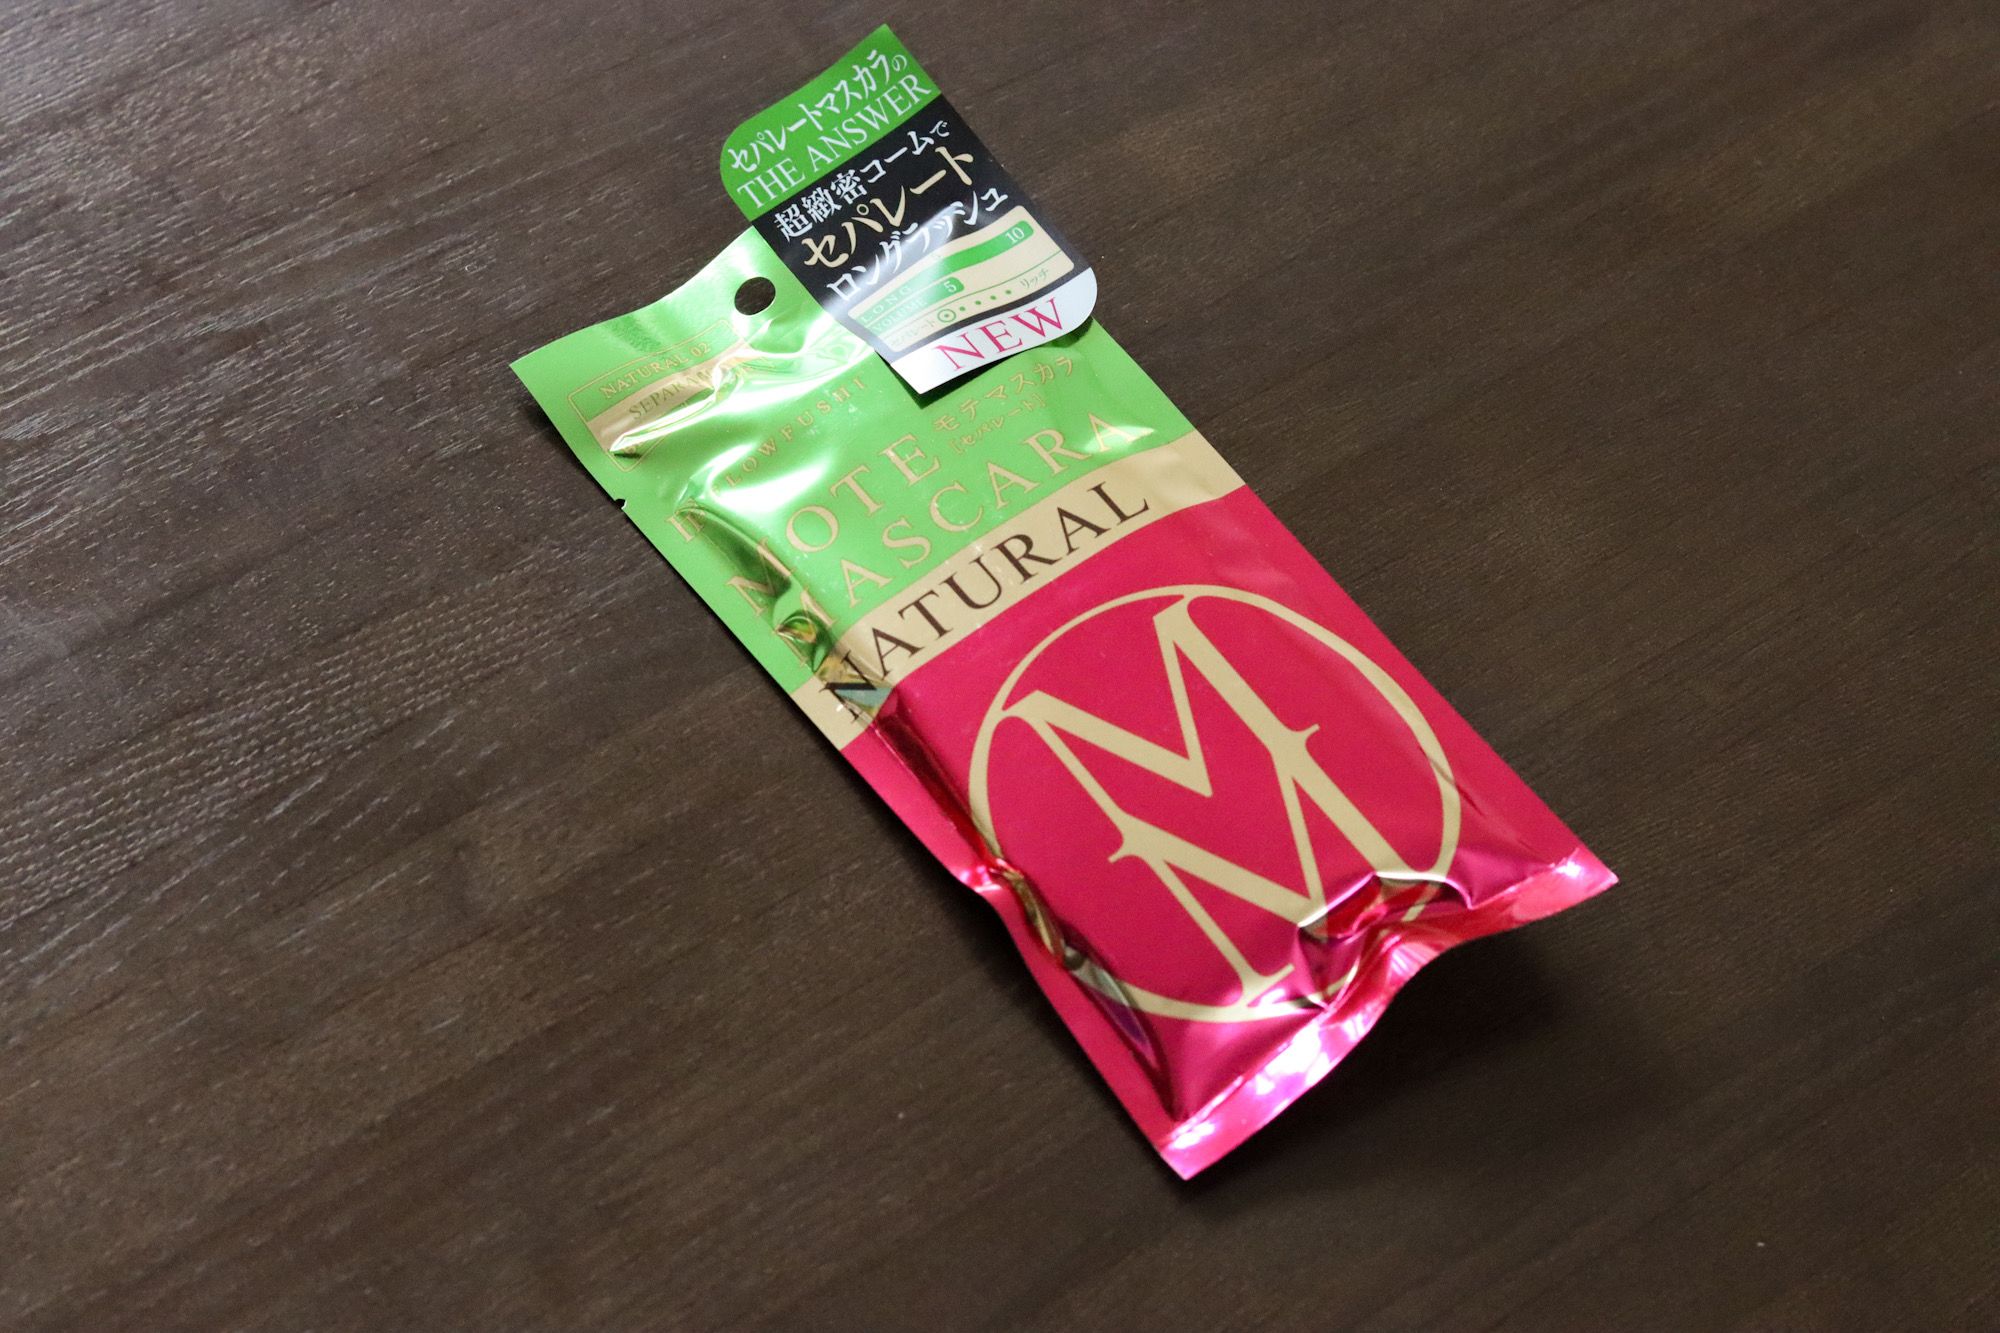 セパレートマスカラの
THE ANSWER
超緻密コームで
セパレート
ロングラッシュ
LONG 10
VOLUME 5
セパレート リッチ
NEW
NATURAL 02
FLOWFUSHI
モテマスカラ
[セパレート]
MOTE
MASCARA
NATURAL
M
M